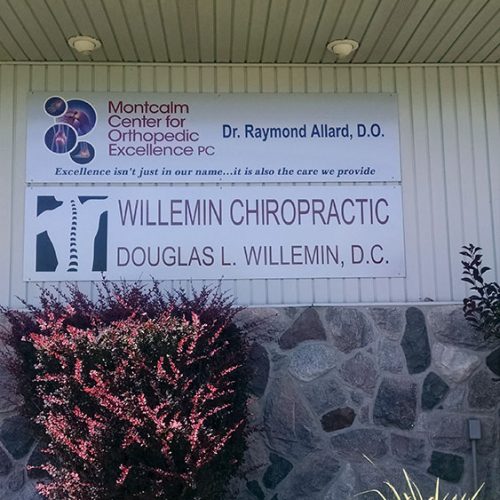 Montcalm
Center for
Orthopedic
Excellence PC
Dr. Raymond Allard, D.O.
Excellence isn't just in our name...it is also the care we provide
WILLEMIN CHIROPRACTIC
DOUGLAS L. WILLEMIN, D.C.